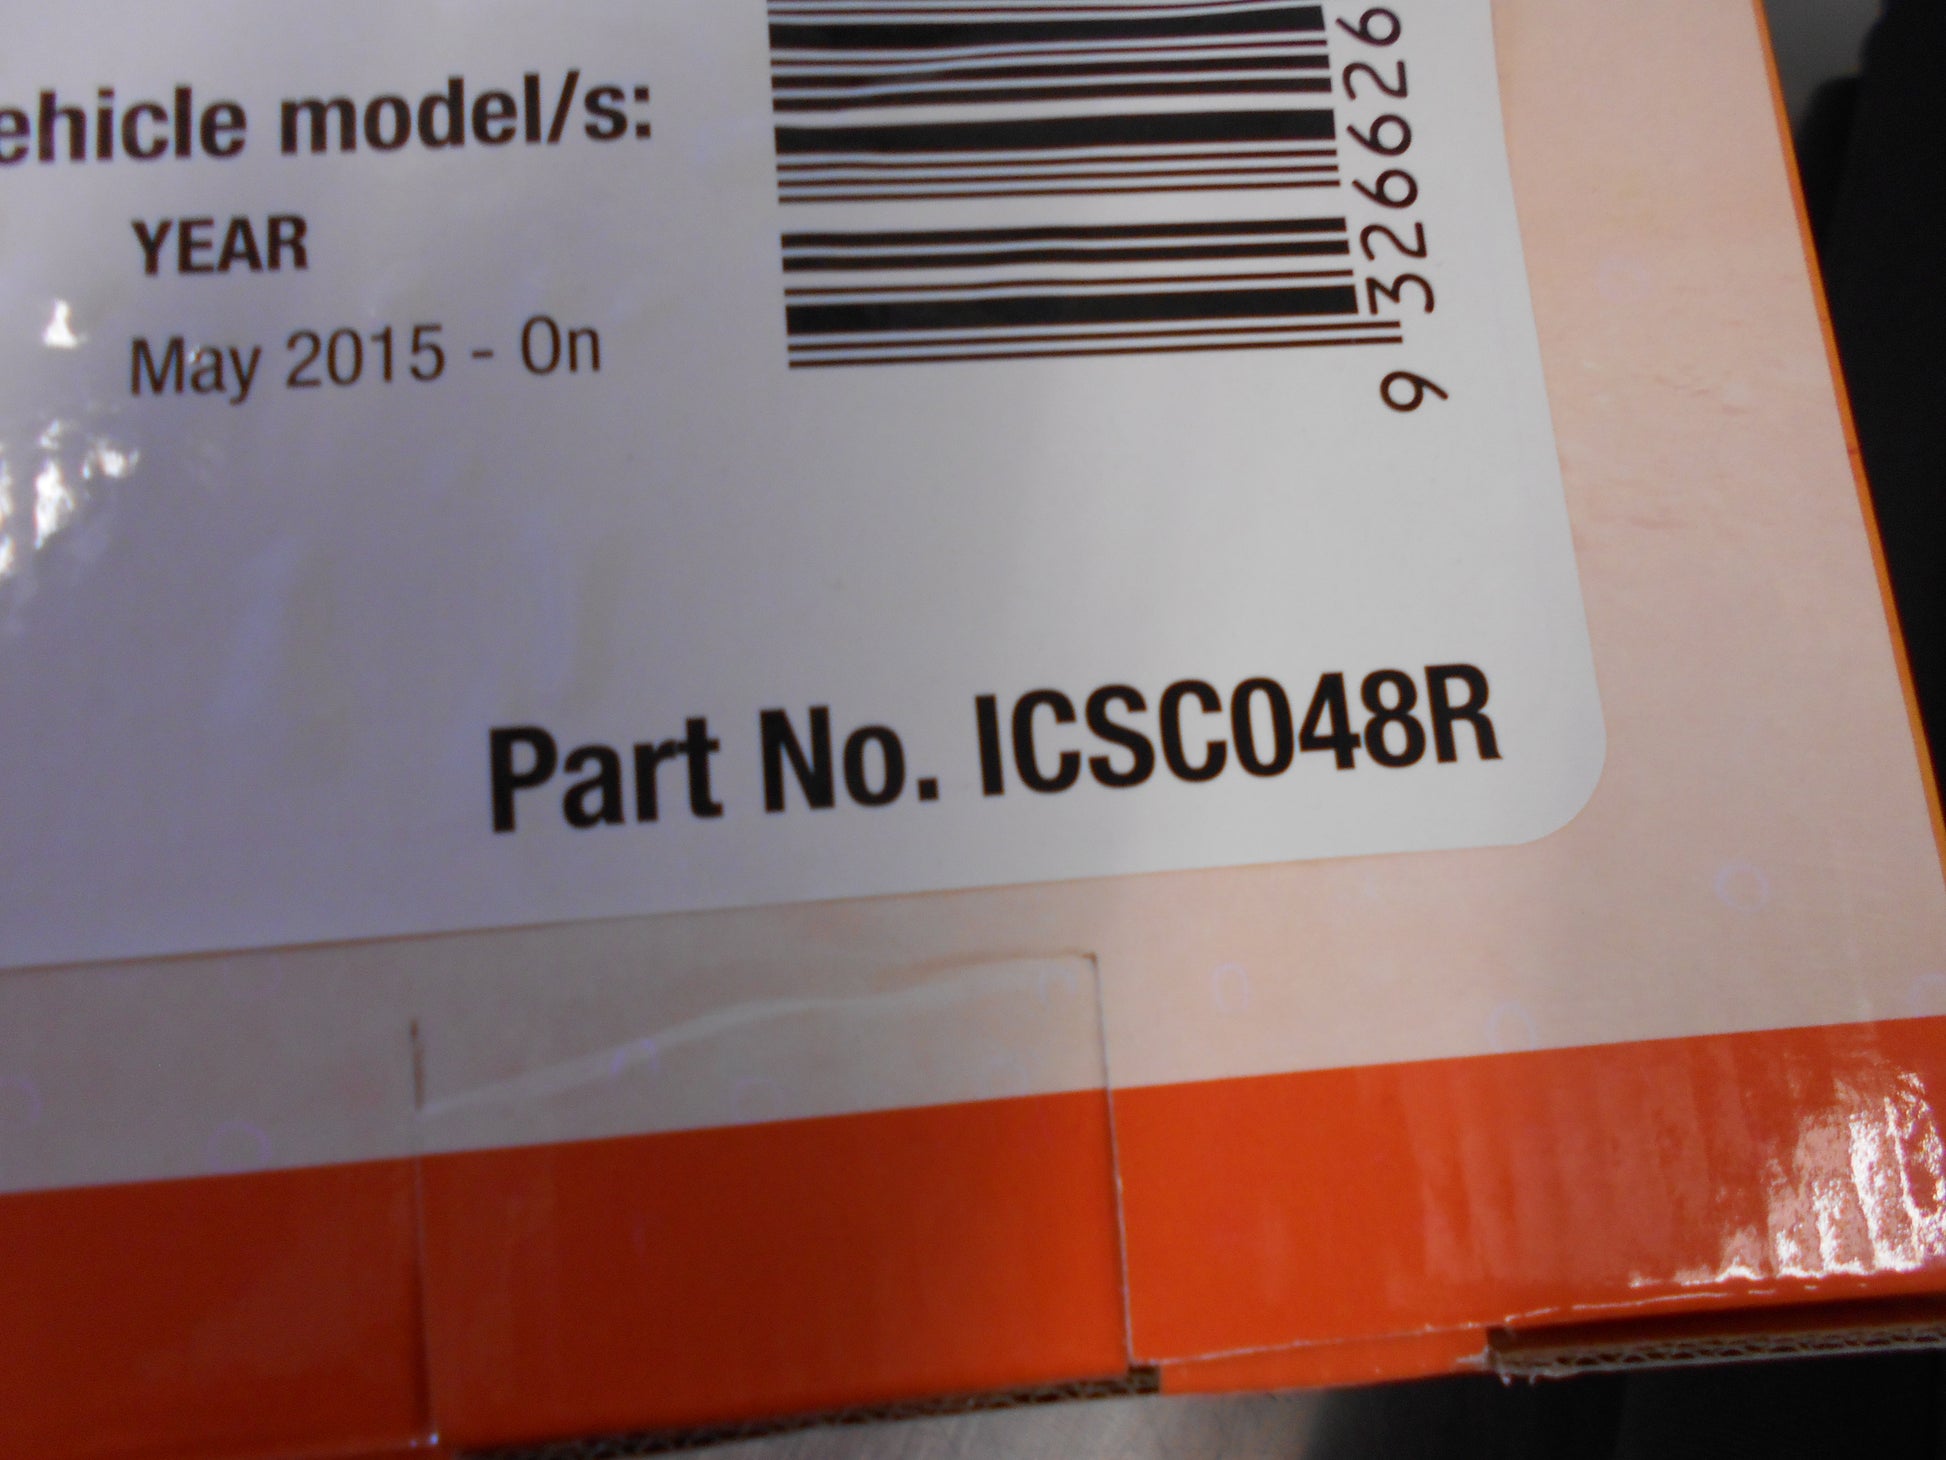 ehicle model/s:
YEAR
May 2015 - On
9 326626
Part No. ICSC048R